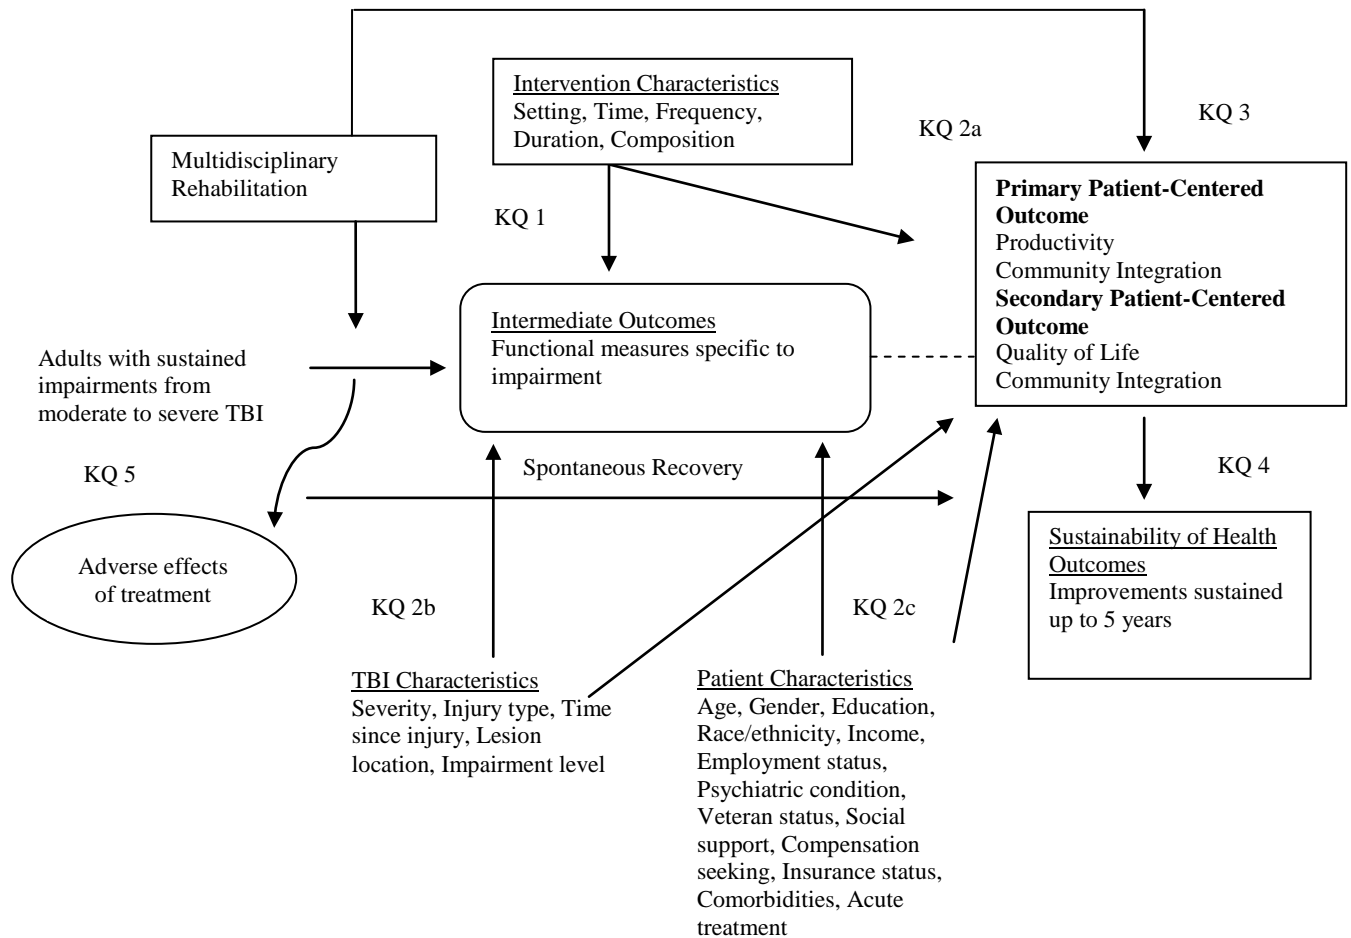 Intervention Characteristics
Setting, Time, Frequency,
Duration, Composition
KQ 2a
KQ 3
Multidisciplinary
Rehabilitation
Primary Patient-Centered
Outcome
Productivity
Community Integration
Secondary Patient-Centered
Outcome
Quality of Life
Community Integration
KQ 1
Intermediate Outcomes
Functional measures specific to
impairment
Adults with sustained
impairments from
moderate to severe TBI
KQ 5
Spontaneous Recovery
KQ 4
Adverse effects
of treatment
Sustainability of Health
Outcomes
Improvements sustained
up to 5 years
KQ 2b
KQ 2c
TBI Characteristics
Severity, Injury type, Time
since injury, Lesion
location, Impairment level
Patient Characteristics
Age, Gender, Education,
Race/ethnicity, Income,
Employment status,
Psychiatric condition,
Veteran status, Social
support, Compensation
seeking, Insurance status,
Comorbidities, Acute
treatment